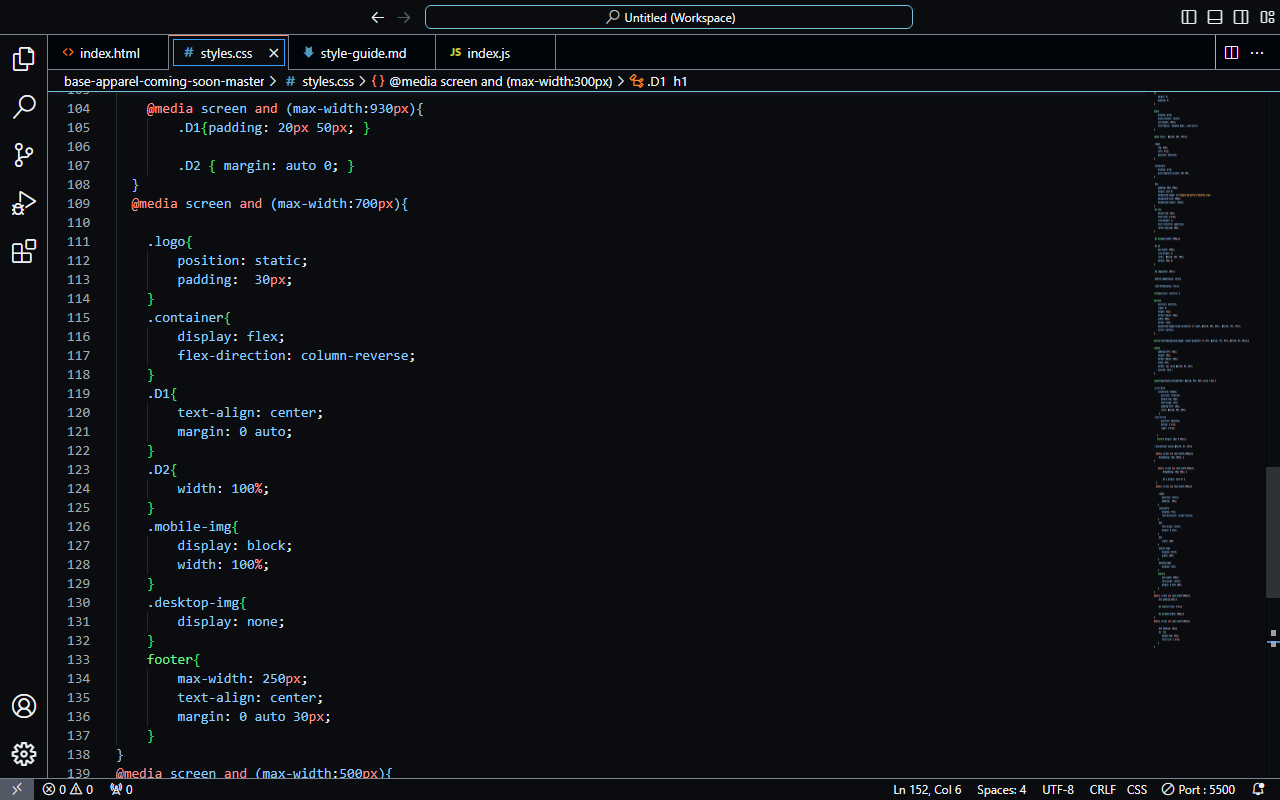 Untitled (Workspace)
index.html
styles.css
style-guide.md
JS index.js
base-apparel-coming-soon-master > styles.css > {} @media screen and (max-width:300px) > .D1 h1
103
104 @media screen and (max-width:930px){
105 .D1{padding: 20px 50px; }
106
107 .D2 { margin: auto 0; }
108 }
109 @media screen and (max-width:700px){
110
111 .logo{
112 position: static;
113 padding:  30px;
114 }
115 .container{
116 display: flex;
117 flex-direction: column-reverse;
118 }
119 .D1{
120 text-align: center;
121 margin: 0 auto;
122 }
123 .D2{
124 width: 100%;
125 }
126 .mobile-img{
127 display: block;
128 width: 100%;
129 }
130 .desktop-img{
131 display: none;
132 }
133 footer{
134 max-width: 250px;
135 text-align: center;
136 margin: 0 auto 30px;
137 }
138 }
139 @media screen and (max-width:500px){
0 0 0 Ln 152, Col 6 Spaces: 4 UTF-8 CRLF CSS Port : 5500